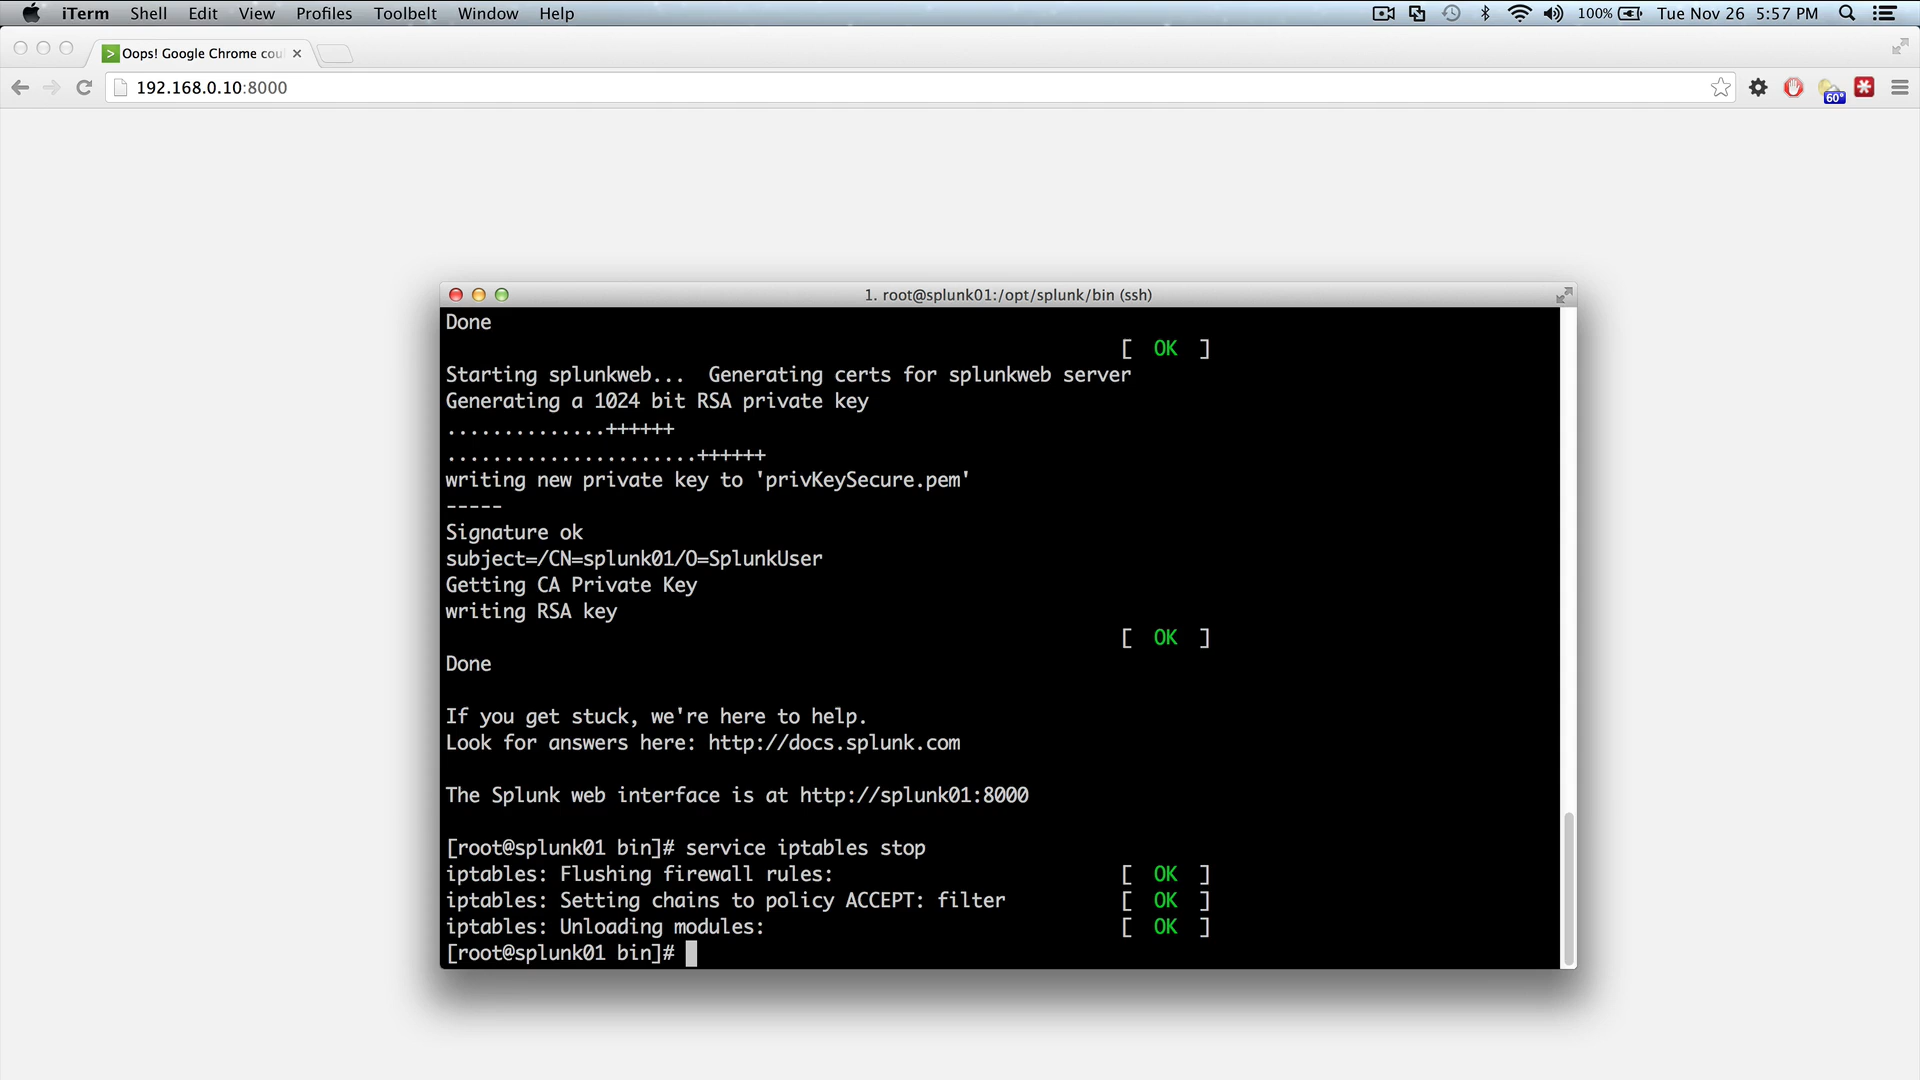 iTerm Shell Edit View Profiles Toolbelt Window Help 100% Tue Nov 26 5:57 PM
Oops! Google Chrome cou
192.168.0.10:8000
60°
1. root@splunk01:/opt/splunk/bin (ssh)
Done
[ OK ]
Starting splunkweb... Generating certs for splunkweb server
Generating a 1024 bit RSA private key
..............++++++
......................++++++
writing new private key to 'privKeySecure.pem'
-----
Signature ok
subject=/CN=splunk01/O=SplunkUser
Getting CA Private Key
writing RSA key
[ OK ]
Done
If you get stuck, we're here to help.
Look for answers here: http://docs.splunk.com
The Splunk web interface is at http://splunk01:8000
[root@splunk01 bin]# service iptables stop
iptables: Flushing firewall rules: [ OK ]
iptables: Setting chains to policy ACCEPT: filter [ OK ]
iptables: Unloading modules: [ OK ]
[root@splunk01 bin]#